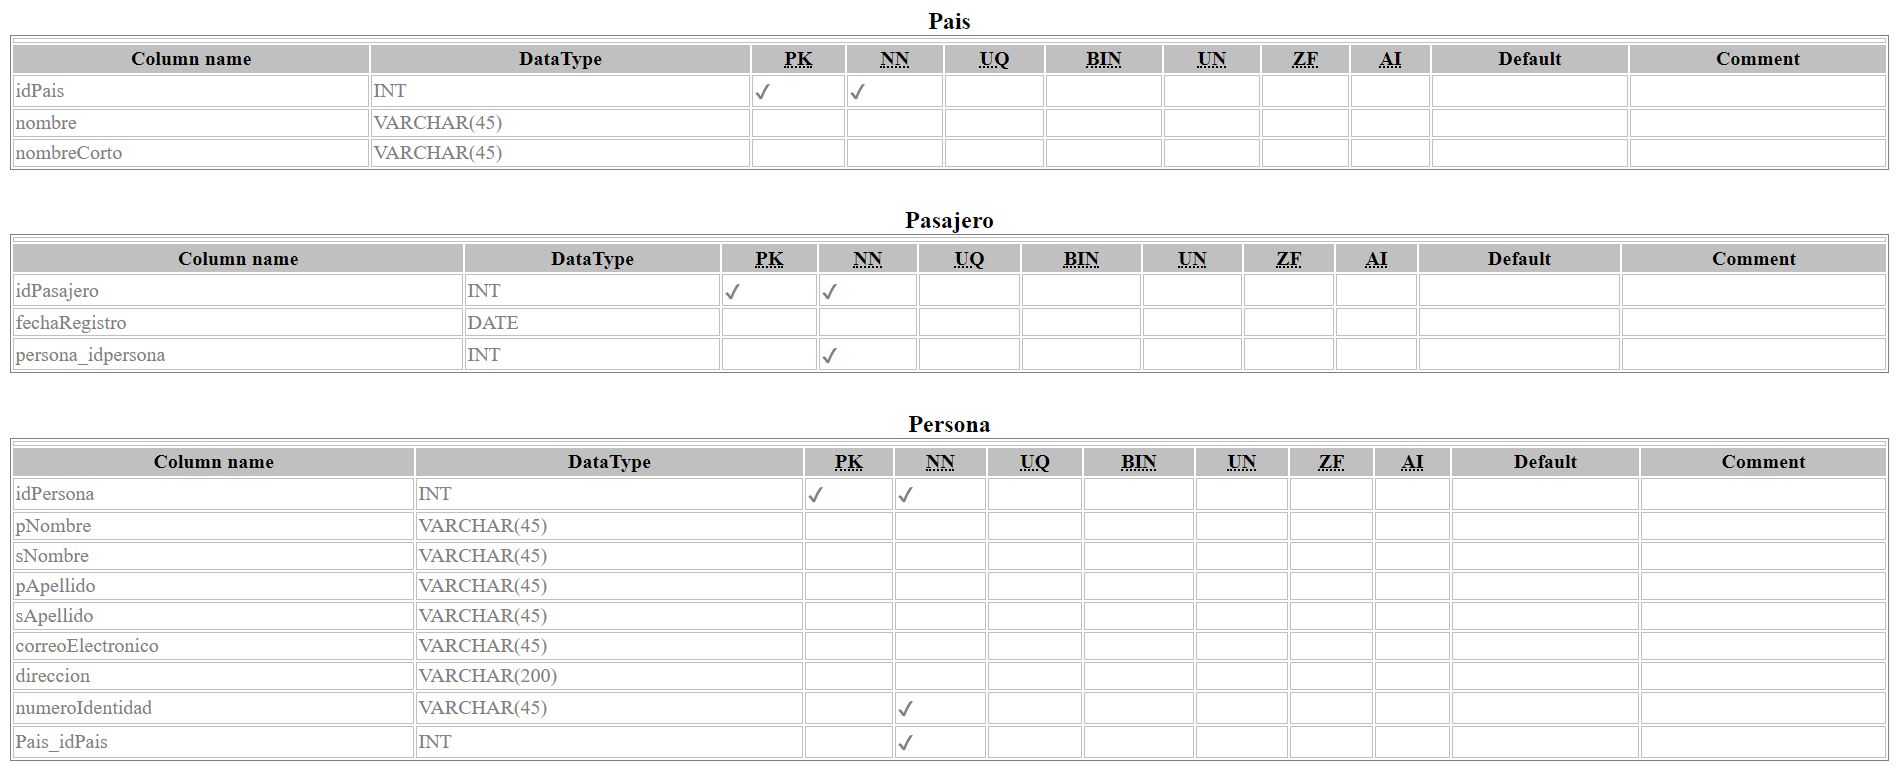 Pais
Column name DataType PK NN UQ BIN UN ZF AI Default Comment
idPais INT ✓ ✓
nombre VARCHAR(45)
nombreCorto VARCHAR(45)
Pasajero
Column name DataType PK NN UQ BIN UN ZF AI Default Comment
idPasajero INT ✓ ✓
fechaRegistro DATE
persona_idpersona INT ✓
Persona
Column name DataType PK NN UQ BIN UN ZF AI Default Comment
idPersona INT ✓ ✓
pNombre VARCHAR(45)
sNombre VARCHAR(45)
pApellido VARCHAR(45)
sApellido VARCHAR(45)
correoElectronico VARCHAR(45)
direccion VARCHAR(200)
numeroIdentidad VARCHAR(45) ✓
Pais_idPais INT ✓